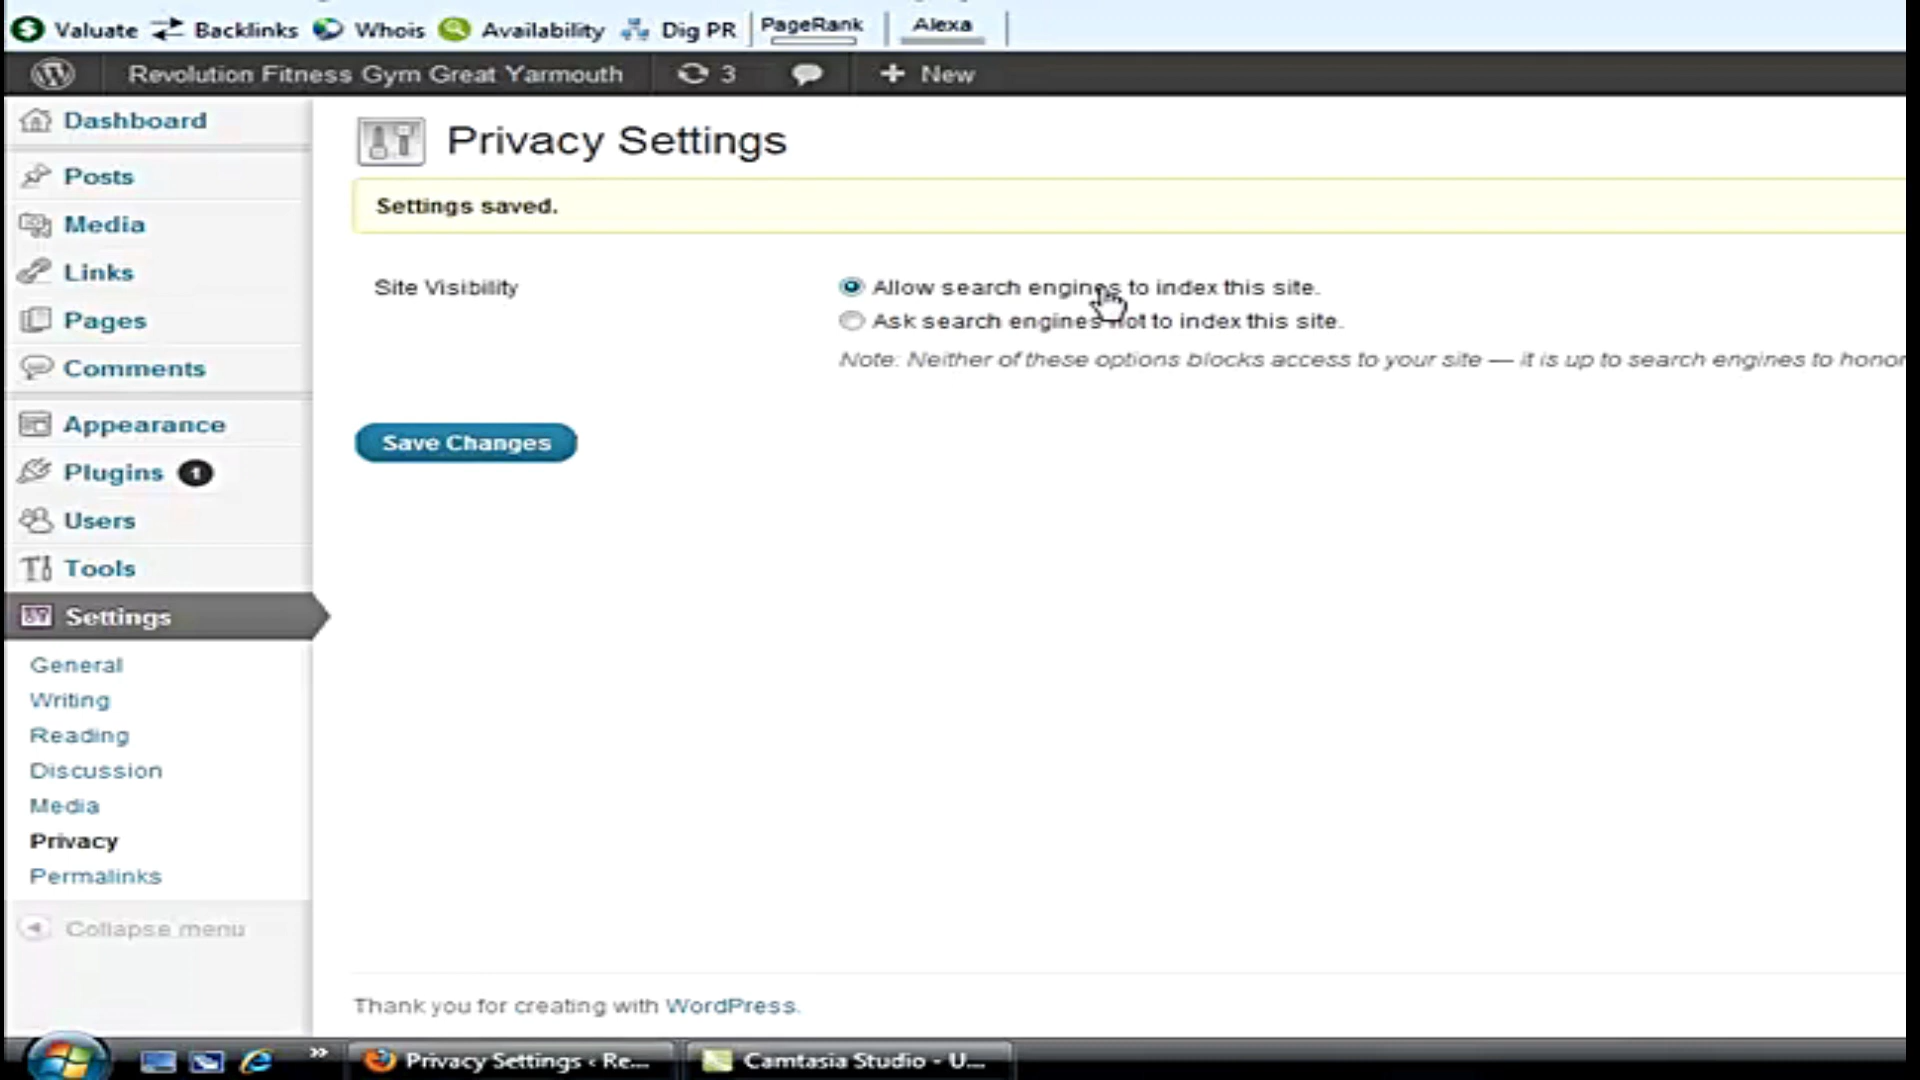 Valuate Backlinks Whois Availability Dig PR PageRank Alexa
Revolution Fitness Gym Great Yarmouth 3 + New
Dashboard
Posts
Media
Links
Pages
Comments
Appearance
Plugins 1
Users
Tools
Settings
General
Writing
Reading
Discussion
Media
Privacy
Permalinks
Collapse menu
Privacy Settings
Settings saved.
Site Visibility
Allow search engines to index this site.
Ask search engines not to index this site.
Note: Neither of these options blocks access to your site — it is up to search engines to honor
Save Changes
Thank you for creating with WordPress.
» Privacy Settings ‹ Re... Camtasia Studio - U...